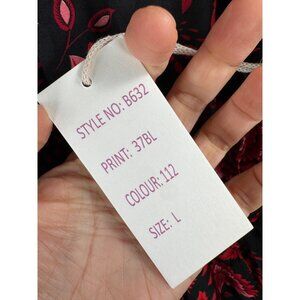 STYLE NO: B632
PRINT: 37BL
COLOUR: 112
SIZE: L